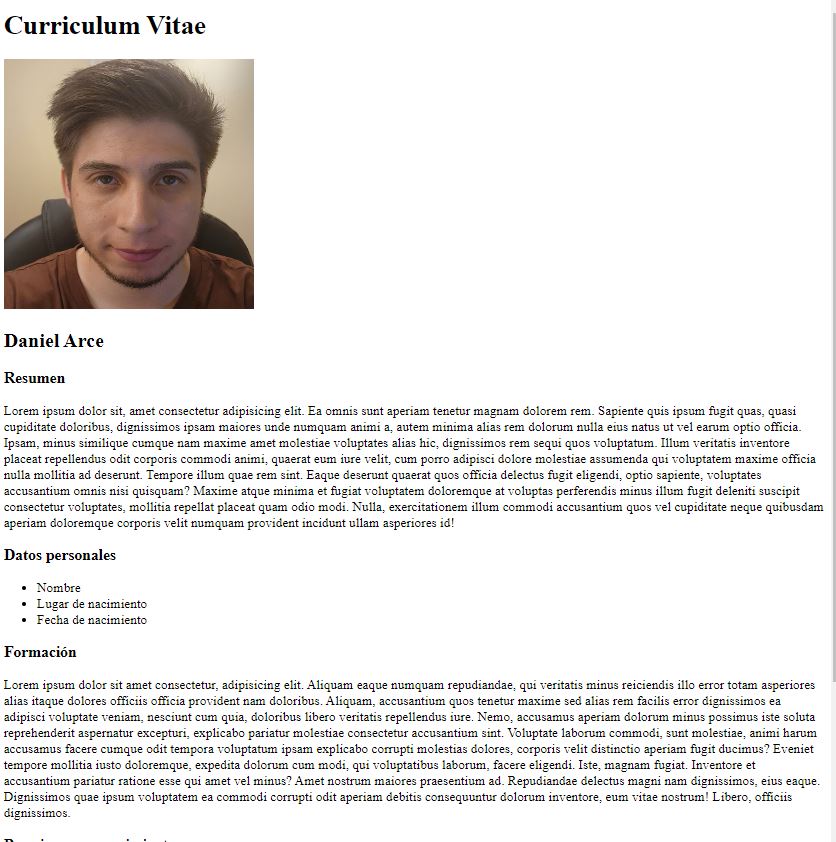 Curriculum Vitae
Daniel Arce
Resumen
Lorem ipsum dolor sit, amet consectetur adipisicing elit. Ea omnis sunt aperiam tenetur magnam dolorem rem. Sapiente quis ipsum fugit quas, quasi
cupiditate doloribus, dignissimos ipsam maiores unde numquam animi a, autem minima alias rem dolorum nulla eius natus ut vel earum optio officia.
Ipsam, minus similique cumque nam maxime amet molestiae voluptates alias hic, dignissimos rem sequi quos voluptatum. Illum veritatis inventore
placeat repellendus odit corporis commodi animi, quaerat eum iure velit, cum porro adipisci dolore molestiae assumenda qui voluptatem maxime officia
nulla mollitia ad deserunt. Tempore illum quae rem sint. Eaque deserunt quaerat quos officia delectus fugit eligendi, optio sapiente, voluptates
accusantium omnis nisi quisquam? Maxime atque minima et fugiat voluptatem doloremque at voluptas perferendis minus illum fugit deleniti suscipit
consectetur voluptates, mollitia repellat placeat quam odio modi. Nulla, exercitationem illum commodi accusantium quos vel cupiditate neque quibusdam
aperiam doloremque corporis velit numquam provident incidunt ullam asperiores id!
Datos personales
• Nombre
• Lugar de nacimiento
• Fecha de nacimiento
Formación
Lorem ipsum dolor sit amet consectetur, adipisicing elit. Aliquam eaque numquam repudiandae, qui veritatis minus reiciendis illo error totam asperiores
alias itaque dolores officiis officia provident nam doloribus. Aliquam, accusantium quos tenetur maxime sed alias rem facilis error dignissimos ea
adipisci voluptate veniam, nesciunt cum quia, doloribus libero veritatis repellendus iure. Nemo, accusamus aperiam dolorum minus possimus iste soluta
reprehenderit aspernatur excepturi, explicabo pariatur molestiae consectetur accusantium sint. Voluptate laborum commodi, sunt molestiae, animi harum
accusamus facere cumque odit tempora voluptatum ipsam explicabo corrupti molestias dolores, corporis velit distinctio aperiam fugit ducimus? Eveniet
tempore mollitia iusto doloremque, expedita dolorum cum modi, qui voluptatibus laborum, facere eligendi. Iste, magnam fugiat. Inventore et
accusantium pariatur ratione esse qui amet vel minus? Amet nostrum maiores praesentium ad. Repudiandae delectus magni nam dignissimos, eius eaque.
Dignissimos quae ipsum voluptatem ea commodi corrupti odit aperiam debitis consequuntur dolorum inventore, eum vitae nostrum! Libero, officiis
dignissimos.